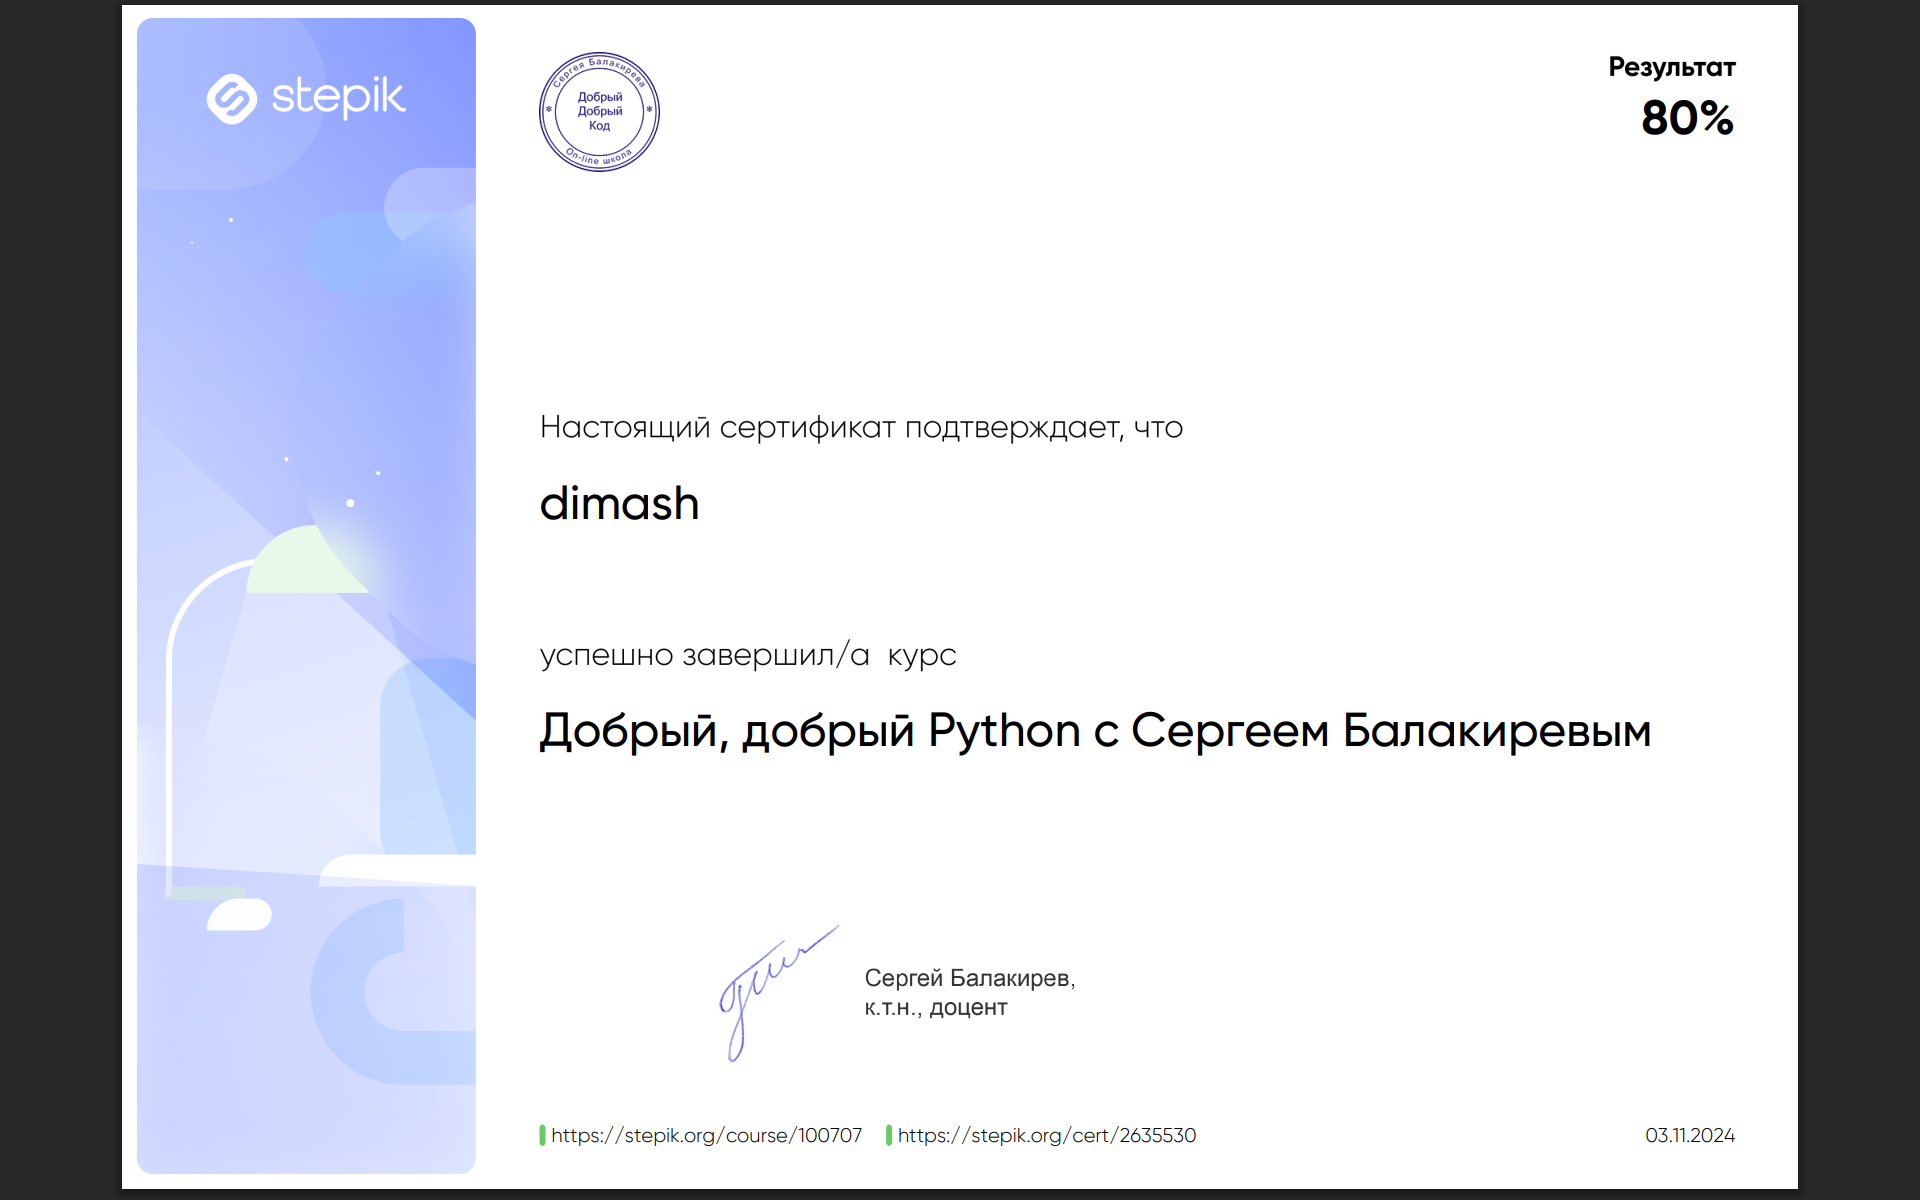 stepik
Сергея Балакирева
Добрый
Добрый
Код
On-line школа
Результат
80%
Настоящий сертификат подтверждает, что
dimash
успешно завершил/а курс
Добрый, добрый Python с Сергеем Балакиревым
Сергей Балакирев,
к.т.н., доцент
https://stepik.org/course/100707
https://stepik.org/cert/2635530
03.11.2024